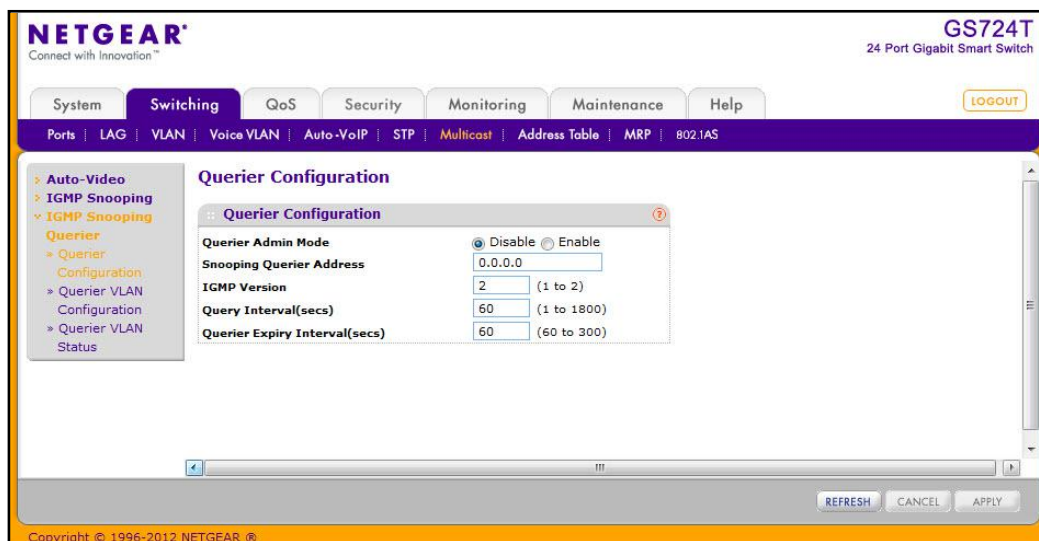 NETGEAR®
Connect with Innovation™
GS724T
24 Port Gigabit Smart Switch
System Switching QoS Security Monitoring Maintenance Help LOGOUT
Ports | LAG | VLAN | Voice VLAN | Auto-VoIP | STP | Multicast | Address Table | MRP | 802.1AS
Auto-Video
IGMP Snooping
IGMP Snooping
Querier
» Querier
Configuration
» Querier VLAN
Configuration
» Querier VLAN
Status
Querier Configuration
Querier Configuration ?
Querier Admin Mode Disable Enable
Snooping Querier Address 0.0.0.0
IGMP Version 2 (1 to 2)
Query Interval(secs) 60 (1 to 1800)
Querier Expiry Interval(secs) 60 (60 to 300)
REFRESH CANCEL APPLY
Copyright © 1996-2012 NETGEAR ®